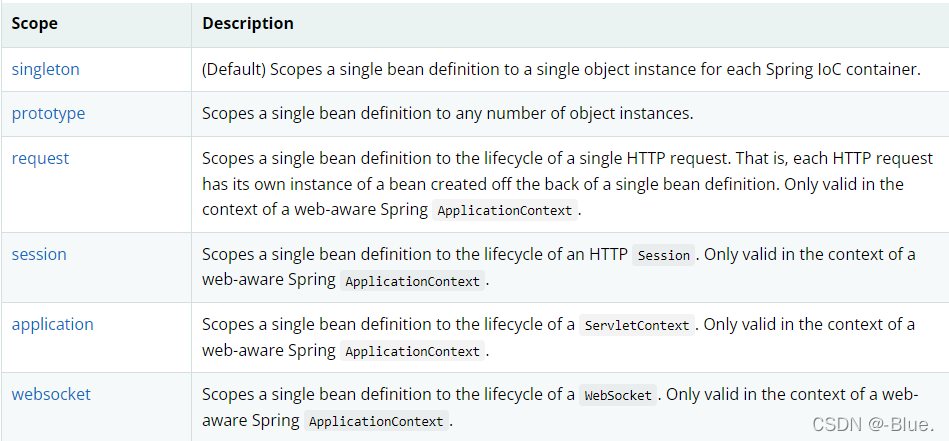 Scope Description
singleton (Default) Scopes a single bean definition to a single object instance for each Spring IoC container.
prototype Scopes a single bean definition to any number of object instances.
request Scopes a single bean definition to the lifecycle of a single HTTP request. That is, each HTTP request
has its own instance of a bean created off the back of a single bean definition. Only valid in the
context of a web-aware Spring ApplicationContext.
session Scopes a single bean definition to the lifecycle of an HTTP Session. Only valid in the context of a
web-aware Spring ApplicationContext.
application Scopes a single bean definition to the lifecycle of a ServletContext. Only valid in the context of a
web-aware Spring ApplicationContext.
websocket Scopes a single bean definition to the lifecycle of a WebSocket. Only valid in the context of a web-
aware Spring ApplicationContext.
CSDN @-Blue.